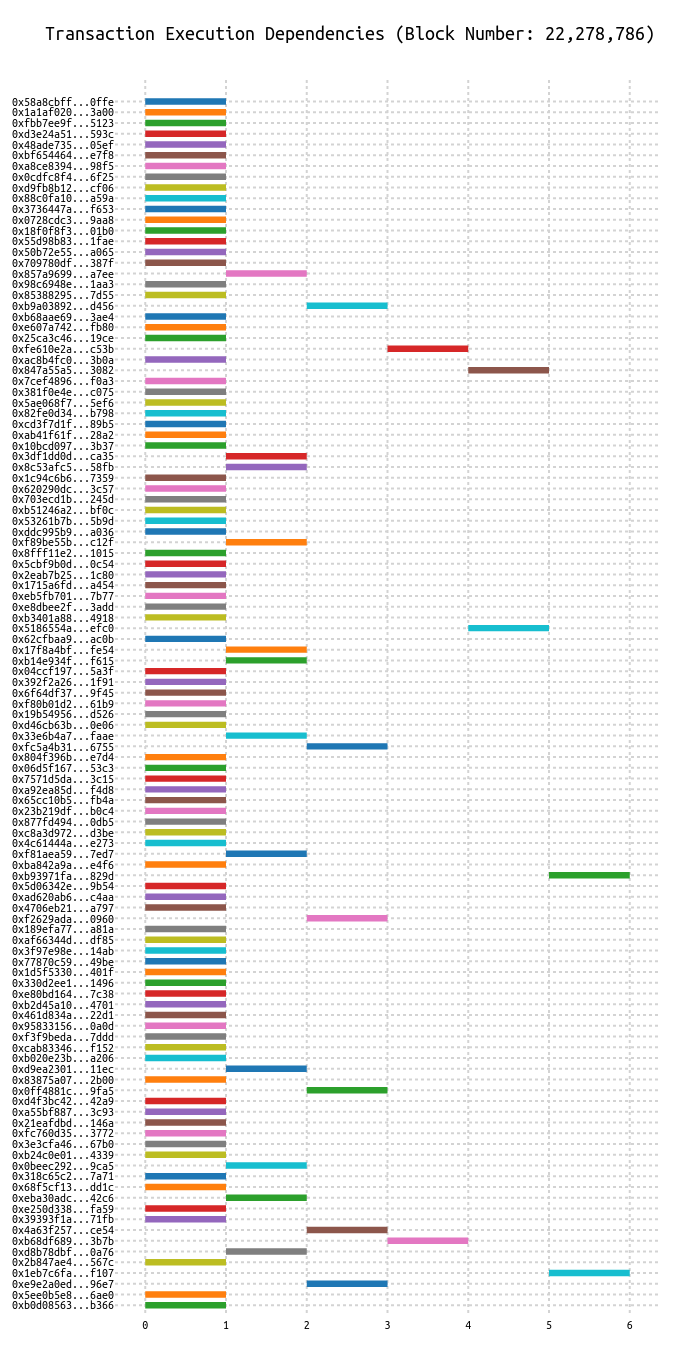 Transaction Execution Dependencies (Block Number: 22,278,786)
0x58a8cbff...0ffe
0x1a1af020...3a00
0xfbb7ee9f...5123
0xd3e24a51...593c
0x48ade735...05ef
0xbf654464...e7f8
0xa8ce8394...98f5
0x0cdfc8f4...6f25
0xd9fb8b12...cf06
0x88c0fa10...a59a
0x3736447a...f653
0x0728cdc3...9aa8
0x18f0f8f3...01b0
0x55d98b83...1fae
0x50b72e55...a065
0x709780df...387f
0x857a9699...a7ee
0x98c6948e...1aa3
0x85388295...7d55
0xb9a03892...d456
0xb68aae69...3ae4
0xe607a742...fb80
0x25ca3c46...19ce
0xfe610e2a...c53b
0xac8b4fc0...3b0a
0x847a55a5...3082
0x7cef4896...f0a3
0x381f0e4e...c075
0x5ae068f7...5ef6
0x82fe0d34...b798
0xcd3f7d1f...89b5
0xab41f61f...28a2
0x10bcd097...3b37
0x3df1dd0d...ca35
0x8c53afc5...58fb
0x1c94c6b6...7359
0x620290dc...3c57
0x703ecd1b...245d
0xb51246a2...bf0c
0x53261b7b...5b9d
0xddc995b9...a036
0xf89be55b...c12f
0x8fff11e2...1015
0x5cbf9b0d...0c54
0x2eab7b25...1c80
0x1715a6fd...a454
0xeb5fb701...7b77
0xe8dbee2f...3add
0xb3401a88...4918
0x5186554a...efc0
0x62cfbaa9...ac0b
0x17f8a4bf...fe54
0xb14e934f...f615
0x04ccf197...5a3f
0x392f2a26...1f91
0x6f64df37...9f45
0xf80b01d2...61b9
0x19b54956...d526
0xd46cb63b...0e06
0x33e6b4a7...faae
0xfc5a4b31...6755
0x804f396b...e7d4
0x06d5f167...53c3
0x7571d5da...3c15
0xa92ea85d...f4d8
0x65cc10b5...fb4a
0x23b219df...b0c4
0x877fd494...0db5
0xc8a3d972...d3be
0x4c61444a...e273
0xf81aea59...7ed7
0xba842a9a...e4f6
0xb93971fa...829d
0x5d06342e...9b54
0xad620ab6...c4aa
0x4706eb21...a797
0xf2629ada...0960
0x189efa77...a81a
0xaf66344d...df85
0x3f97e98e...14ab
0x77870c59...49be
0x1d5f5330...401f
0x330d2ee1...1496
0xe80bd164...7c38
0xb2d45a10...4701
0x461d834a...22d1
0x95833156...0a0d
0xf3f9beda...7ddd
0xcab83346...f152
0xb020e23b...a206
0xd9ea2301...11ec
0x83875a07...2b00
0x0ff4881c...9fa5
0xd4f3bc42...42a9
0xa55bf887...3c93
0x21eafdbd...146a
0xfc760d35...3772
0x3e3cfa46...67b0
0xb24c0e01...4339
0x0beec292...9ca5
0x318c65c2...7a71
0x68f5cf13...dd1c
0xeba30adc...42c6
0xe250d338...fa59
0x39393f1a...71fb
0x4a63f257...ce54
0xb68df689...3b7b
0xd8b78dbf...0a76
0x2b847ae4...567c
0x1eb7c6fa...f107
0xe9e2a0ed...96e7
0x5ee0b5e8...6ae0
0xb0d08563...b366
0 1 2 3 4 5 6